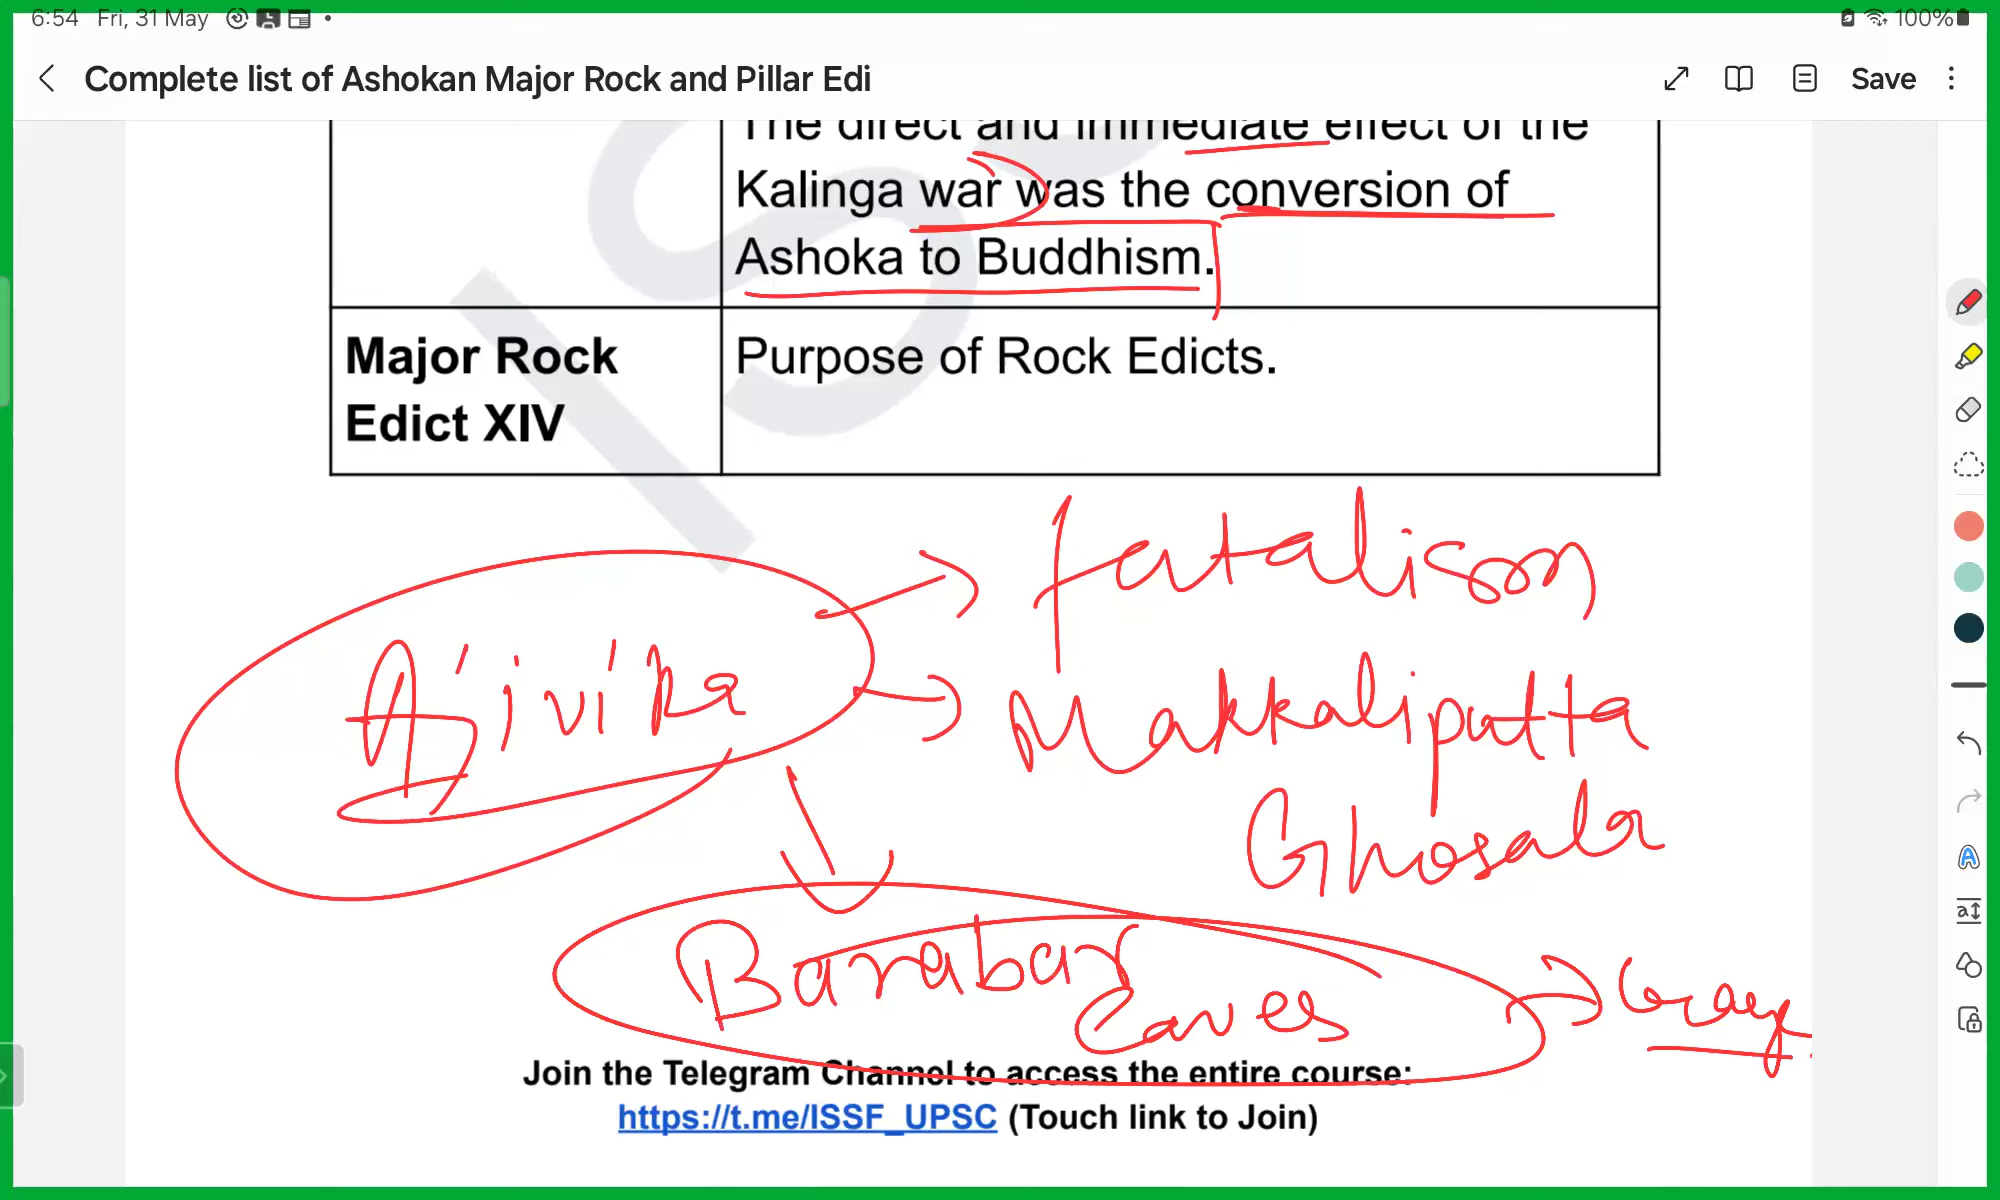 6:54 Fri, 31 May
100%
Complete list of Ashokan Major Rock and Pillar Edi
Save
The direct and immediate effect of the
Kalinga war was the conversion of
Ashoka to Buddhism.
Major Rock
Edict XIV
Purpose of Rock Edicts.
fatalism
Ajivika
Makkaliputta
Ghosala
Barabar
Caves
Join the Telegram Channel to access the entire course:
https://t.me/ISSF_UPSC (Touch link to Join)